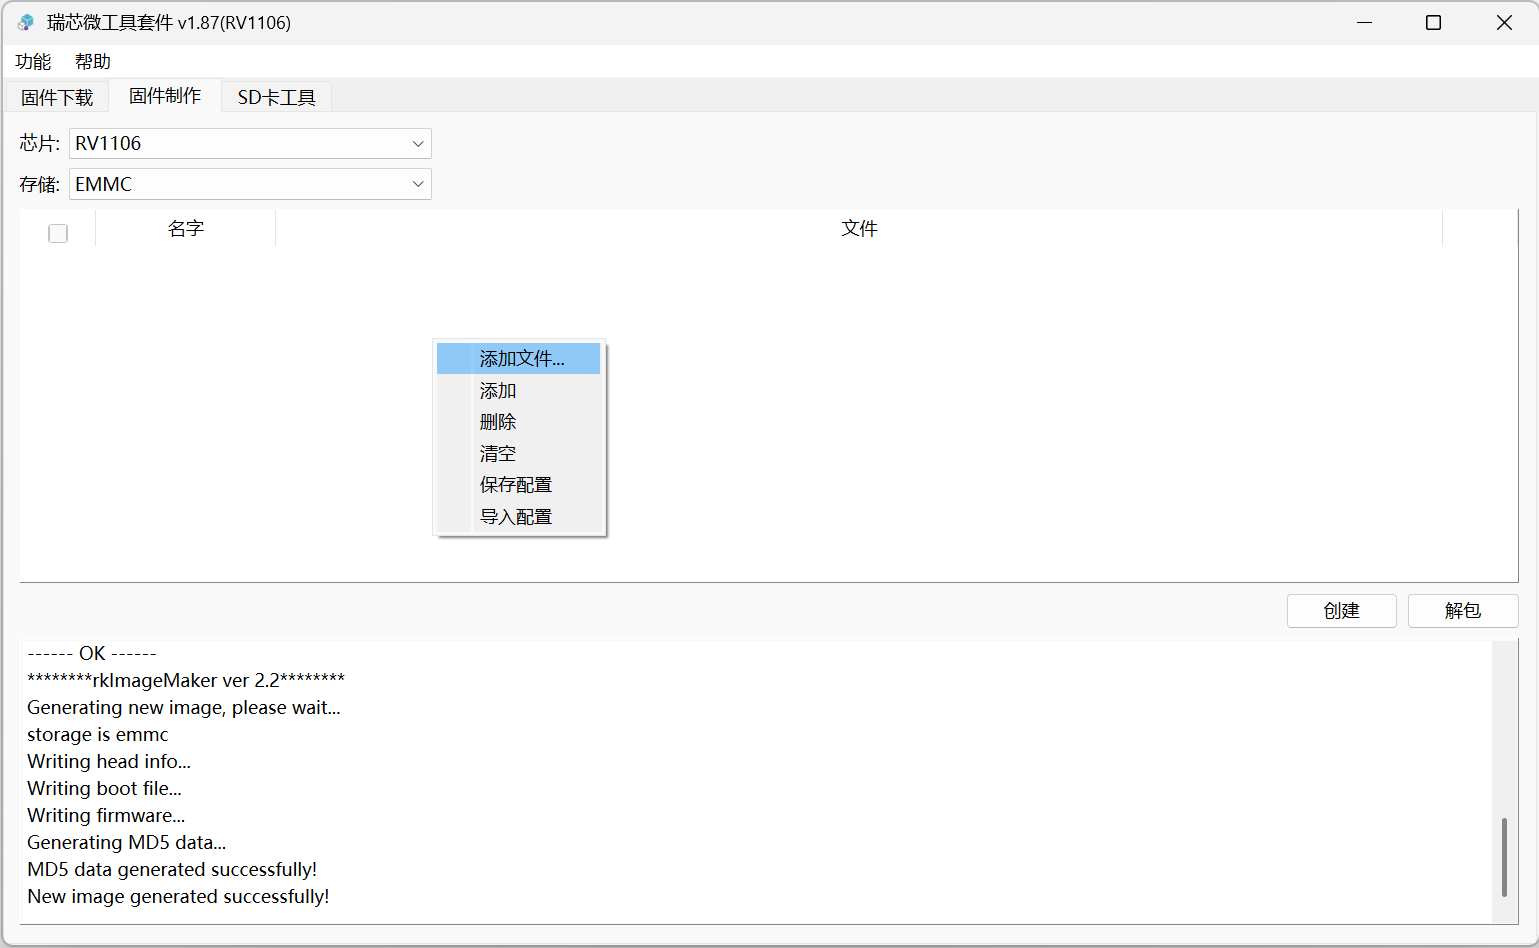 瑞芯微工具套件 v1.87(RV1106)
功能 帮助
固件下载 固件制作 SD卡工具
芯片: RV1106
存储: EMMC
名字 文件
添加文件...
添加
删除
清空
保存配置
导入配置
创建 解包
------ OK ------
********rkImageMaker ver 2.2********
Generating new image, please wait...
storage is emmc
Writing head info...
Writing boot file...
Writing firmware...
Generating MD5 data...
MD5 data generated successfully!
New image generated successfully!